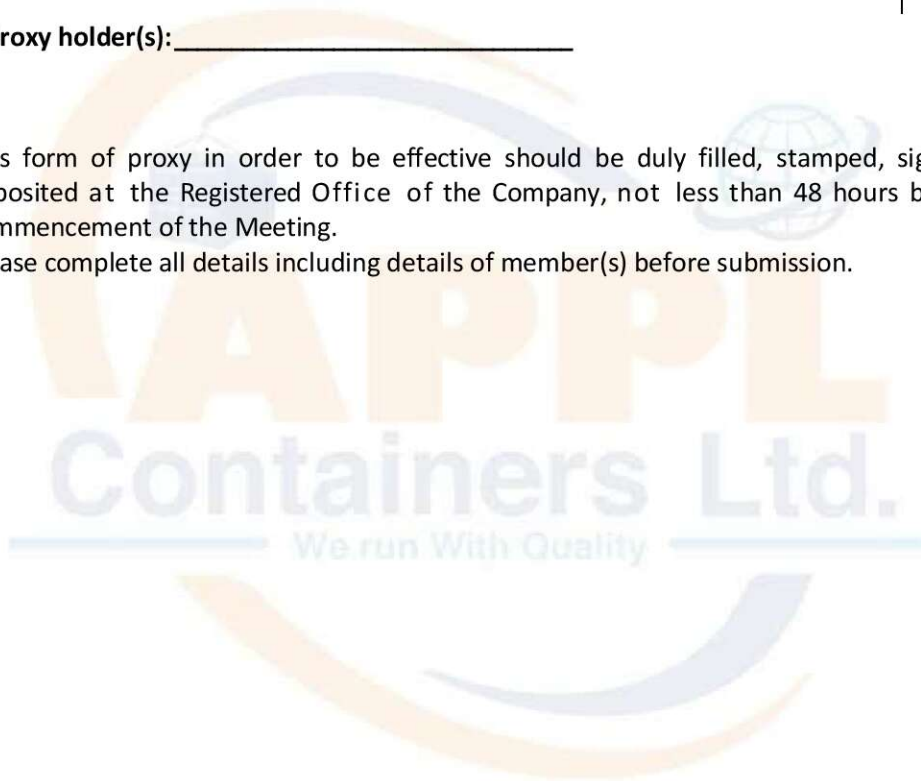 roxy holder(s):
s form of proxy in order to be effective should be duly filled, stamped, sig
posited at the Registered Office of the Company, not less than 48 hours b
mmencement of the Meeting.
ase complete all details including details of member(s) before submission.
APPL
Containers Ltd.
We run With Quality